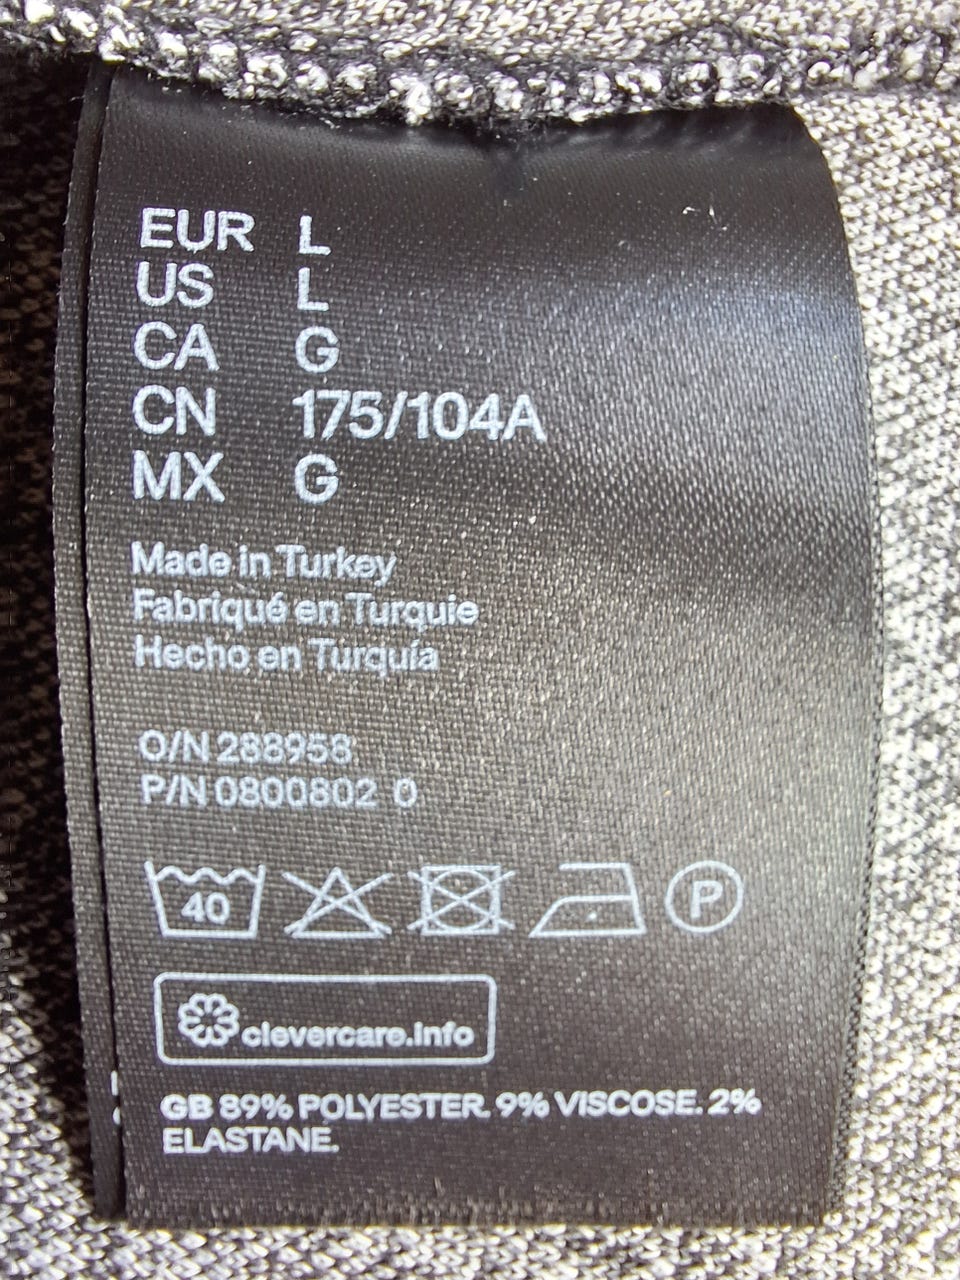 EUR L
US L
CA G
CN 175/104A
MX G
Made in Turkey
Fabriqué en Turquie
Hecho en Turquía
O/N 288958
P/N 0800802 0
40 P
clevercare.info
GB 89% POLYESTER. 9% VISCOSE. 2%
ELASTANE.